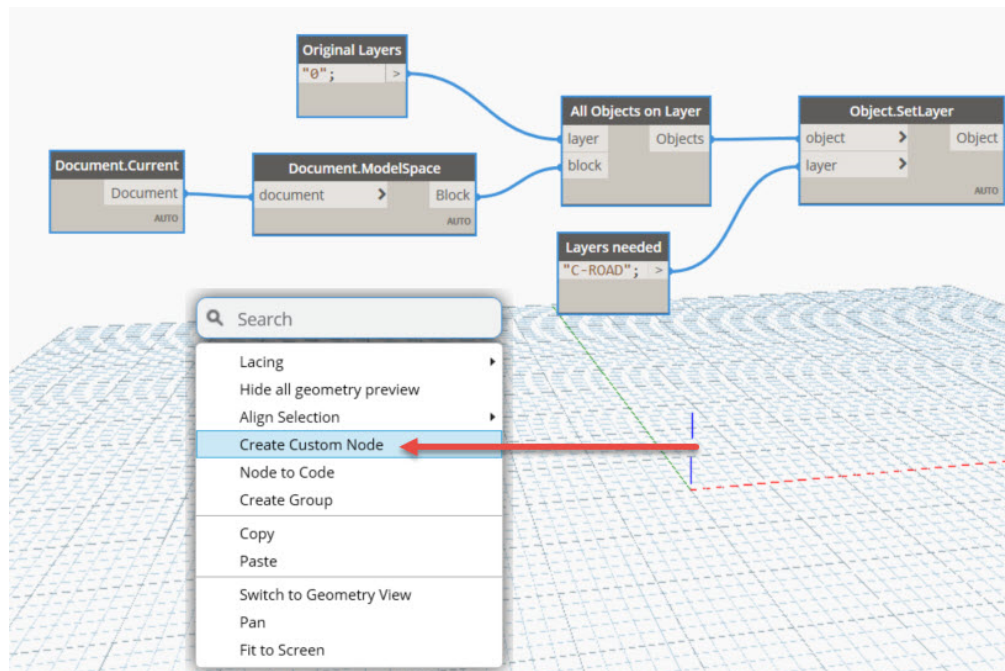 Original Layers
"0"; >
All Objects on Layer
layer Objects
block
Object.SetLayer
object > Object
layer >
AUTO
Document.Current
Document
AUTO
Document.ModelSpace
document > Block
AUTO
Layers needed
"C-ROAD"; >
Search
Lacing
Hide all geometry preview
Align Selection
Create Custom Node
Node to Code
Create Group
Copy
Paste
Switch to Geometry View
Pan
Fit to Screen